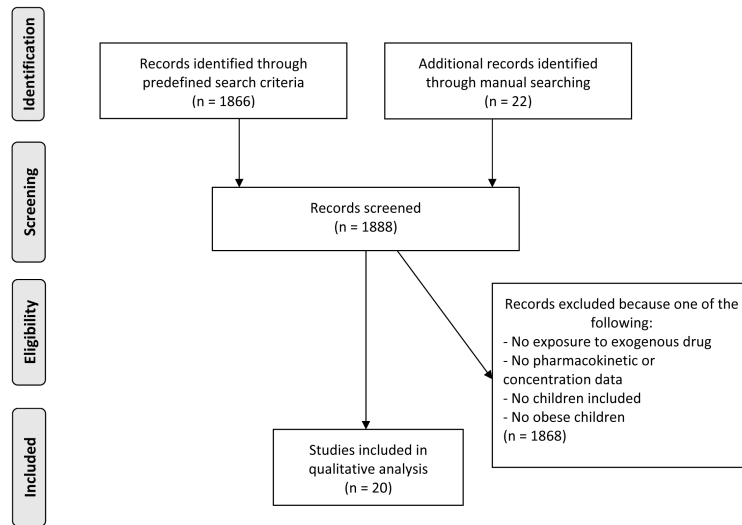 Identification
Records identified through
predefined search criteria
(n = 1866)
Additional records identified
through manual searching
(n = 22)
Screening
Records screened
(n = 1888)
Eligibility
Records excluded because one of the
following:
- No exposure to exogenous drug
- No pharmacokinetic or
concentration data
- No children included
- No obese children
(n = 1868)
Included
Studies included in
qualitative analysis
(n = 20)